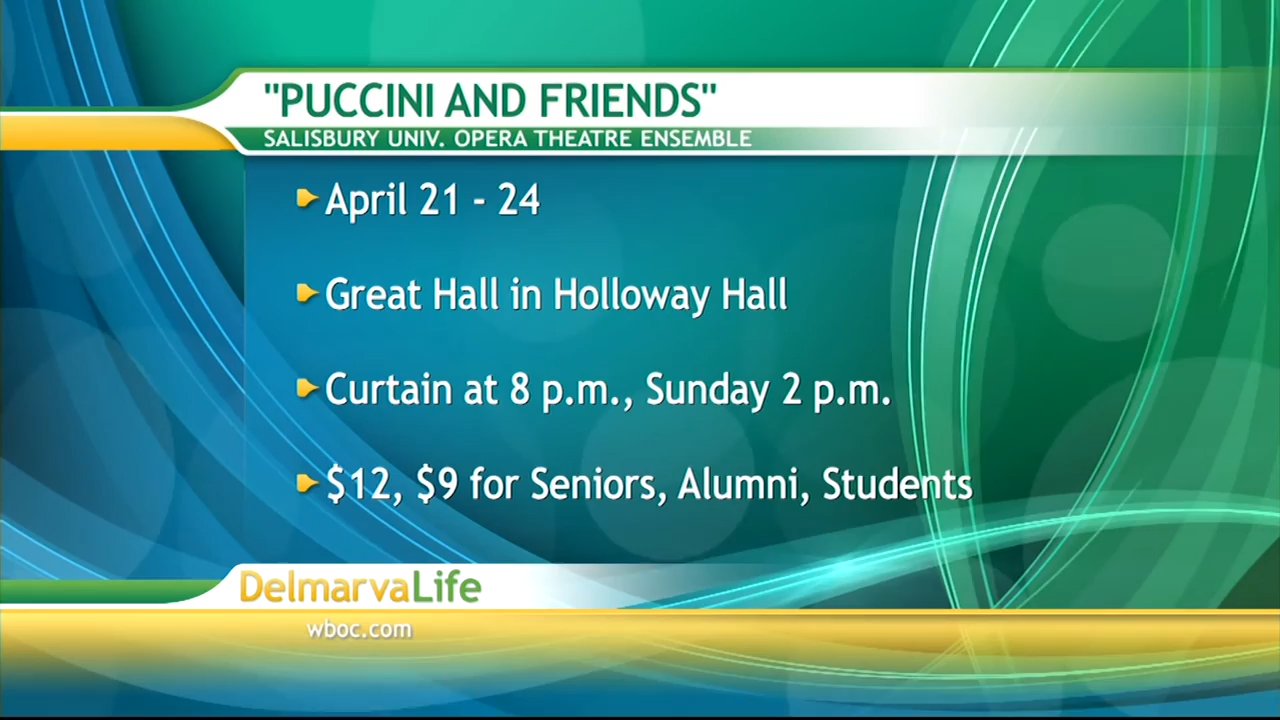 "PUCCINI AND FRIENDS"
SALISBURY UNIV. OPERA THEATRE ENSEMBLE
April 21 - 24
Great Hall in Holloway Hall
Curtain at 8 p.m., Sunday 2 p.m.
$12, $9 for Seniors, Alumni, Students
DelmarvaLife
wboc.com